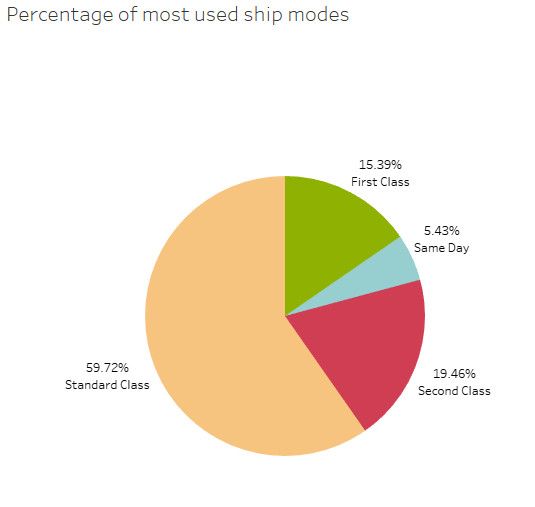 Percentage of most used ship modes
15.39%
First Class
5.43%
Same Day
59.72%
Standard Class
19.46%
Second Class